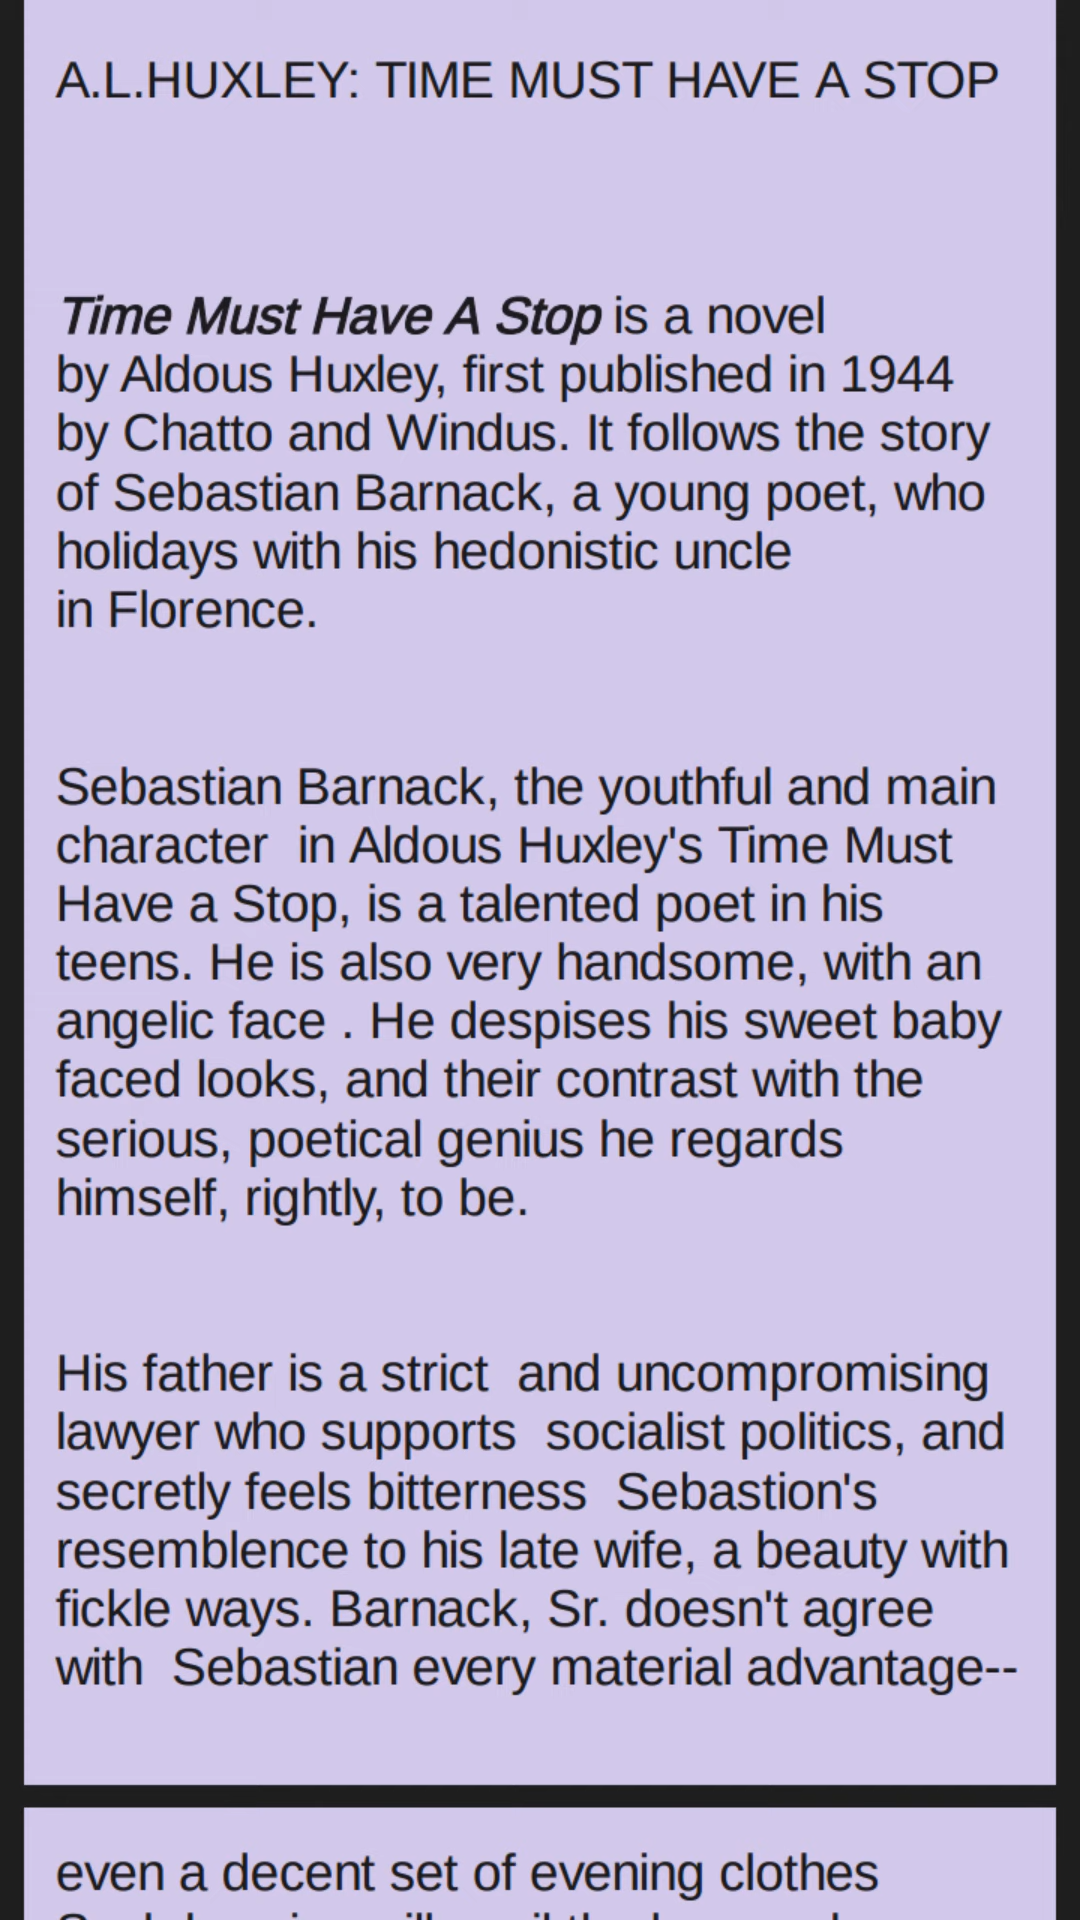 A.L.HUXLEY: TIME MUST HAVE A STOP
Time Must Have A Stop is a novel
by Aldous Huxley, first published in 1944
by Chatto and Windus. It follows the story
of Sebastian Barnack, a young poet, who
holidays with his hedonistic uncle
in Florence.
Sebastian Barnack, the youthful and main
character  in Aldous Huxley's Time Must
Have a Stop, is a talented poet in his
teens. He is also very handsome, with an
angelic face . He despises his sweet baby
faced looks, and their contrast with the
serious, poetical genius he regards
himself, rightly, to be.
His father is a strict  and uncompromising
lawyer who supports  socialist politics, and
secretly feels bitterness  Sebastion's
resemblence to his late wife, a beauty with
fickle ways. Barnack, Sr. doesn't agree
with  Sebastian every material advantage--
even a decent set of evening clothes